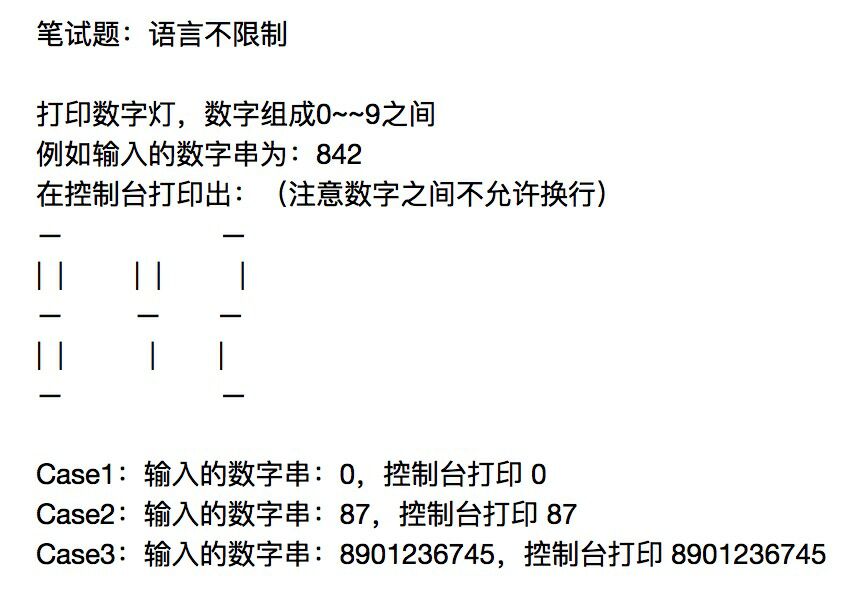 笔试题：语言不限制
打印数字灯，数字组成0~~9之间
例如输入的数字串为：842
在控制台打印出：（注意数字之间不允许换行）
—                —
| |       | |        |
—       —      —
| |         |      |
—                —
Case1：输入的数字串：0，控制台打印 0
Case2：输入的数字串：87，控制台打印 87
Case3：输入的数字串：8901236745，控制台打印 8901236745